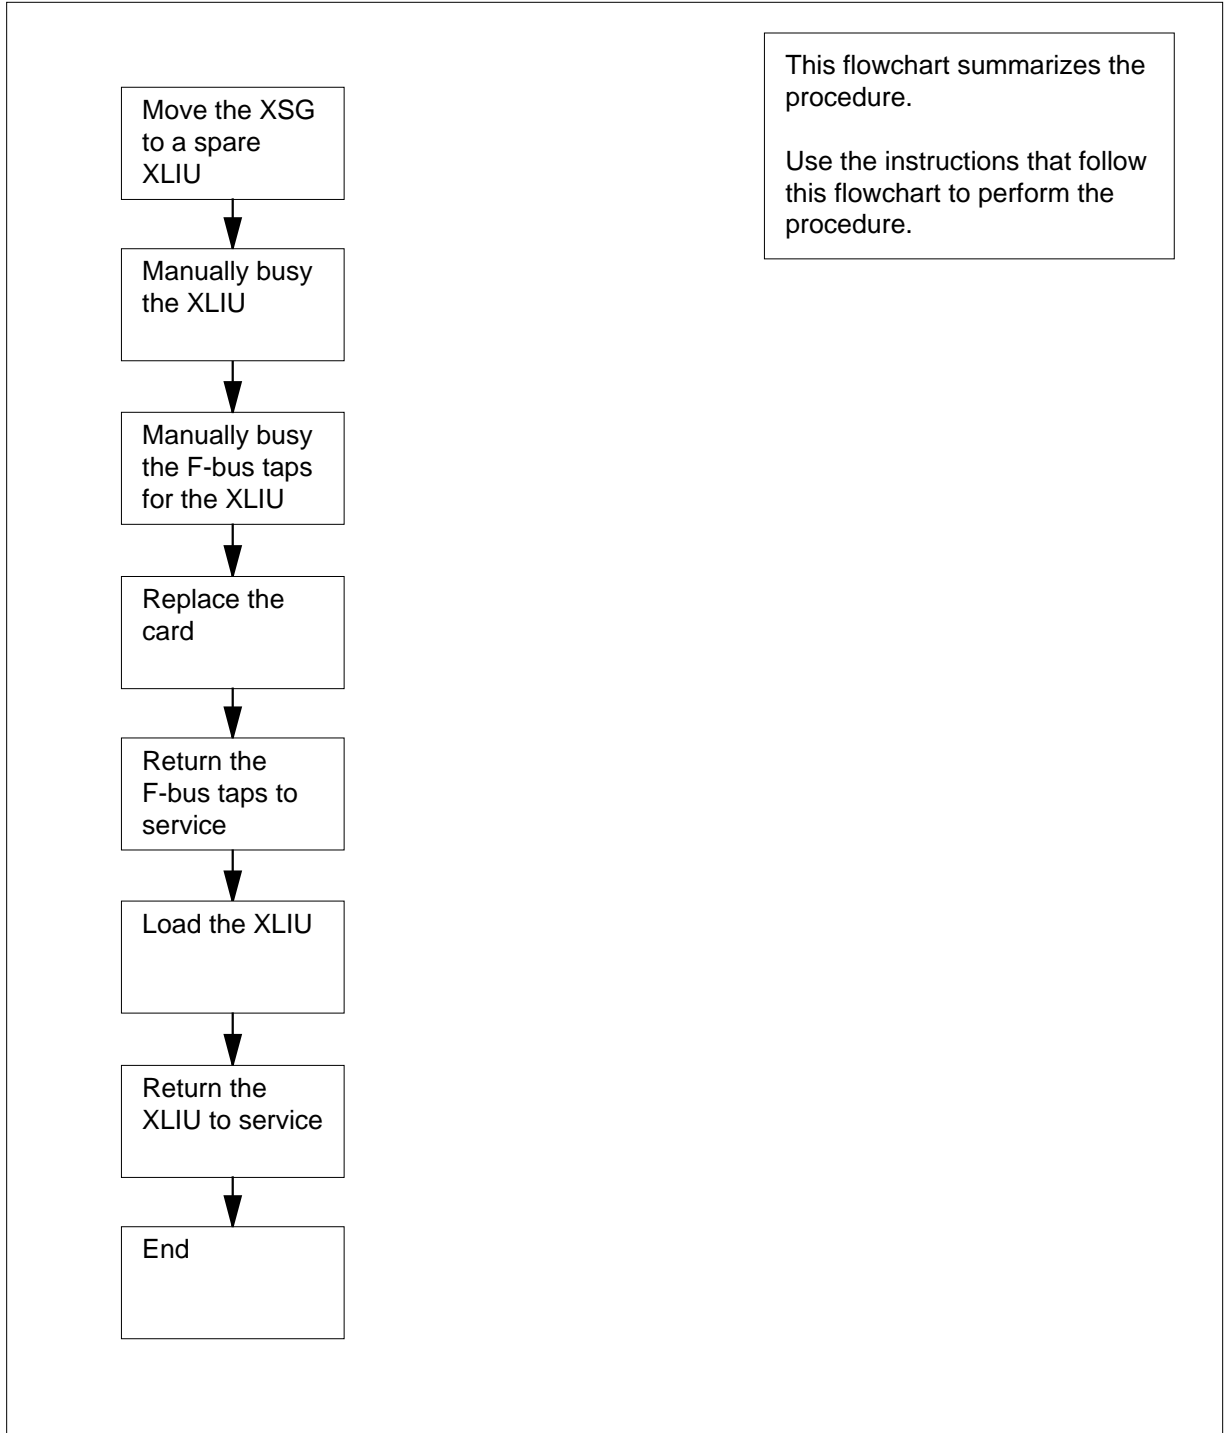 This flowchart summarizes the
procedure.
Use the instructions that follow
this flowchart to perform the
procedure.
Move the XSG
to a spare
XLIU
Manually busy
the XLIU
Manually busy
the F-bus taps
for the XLIU
Replace the
card
Return the
F-bus taps to
service
Load the XLIU
Return the
XLIU to service
End